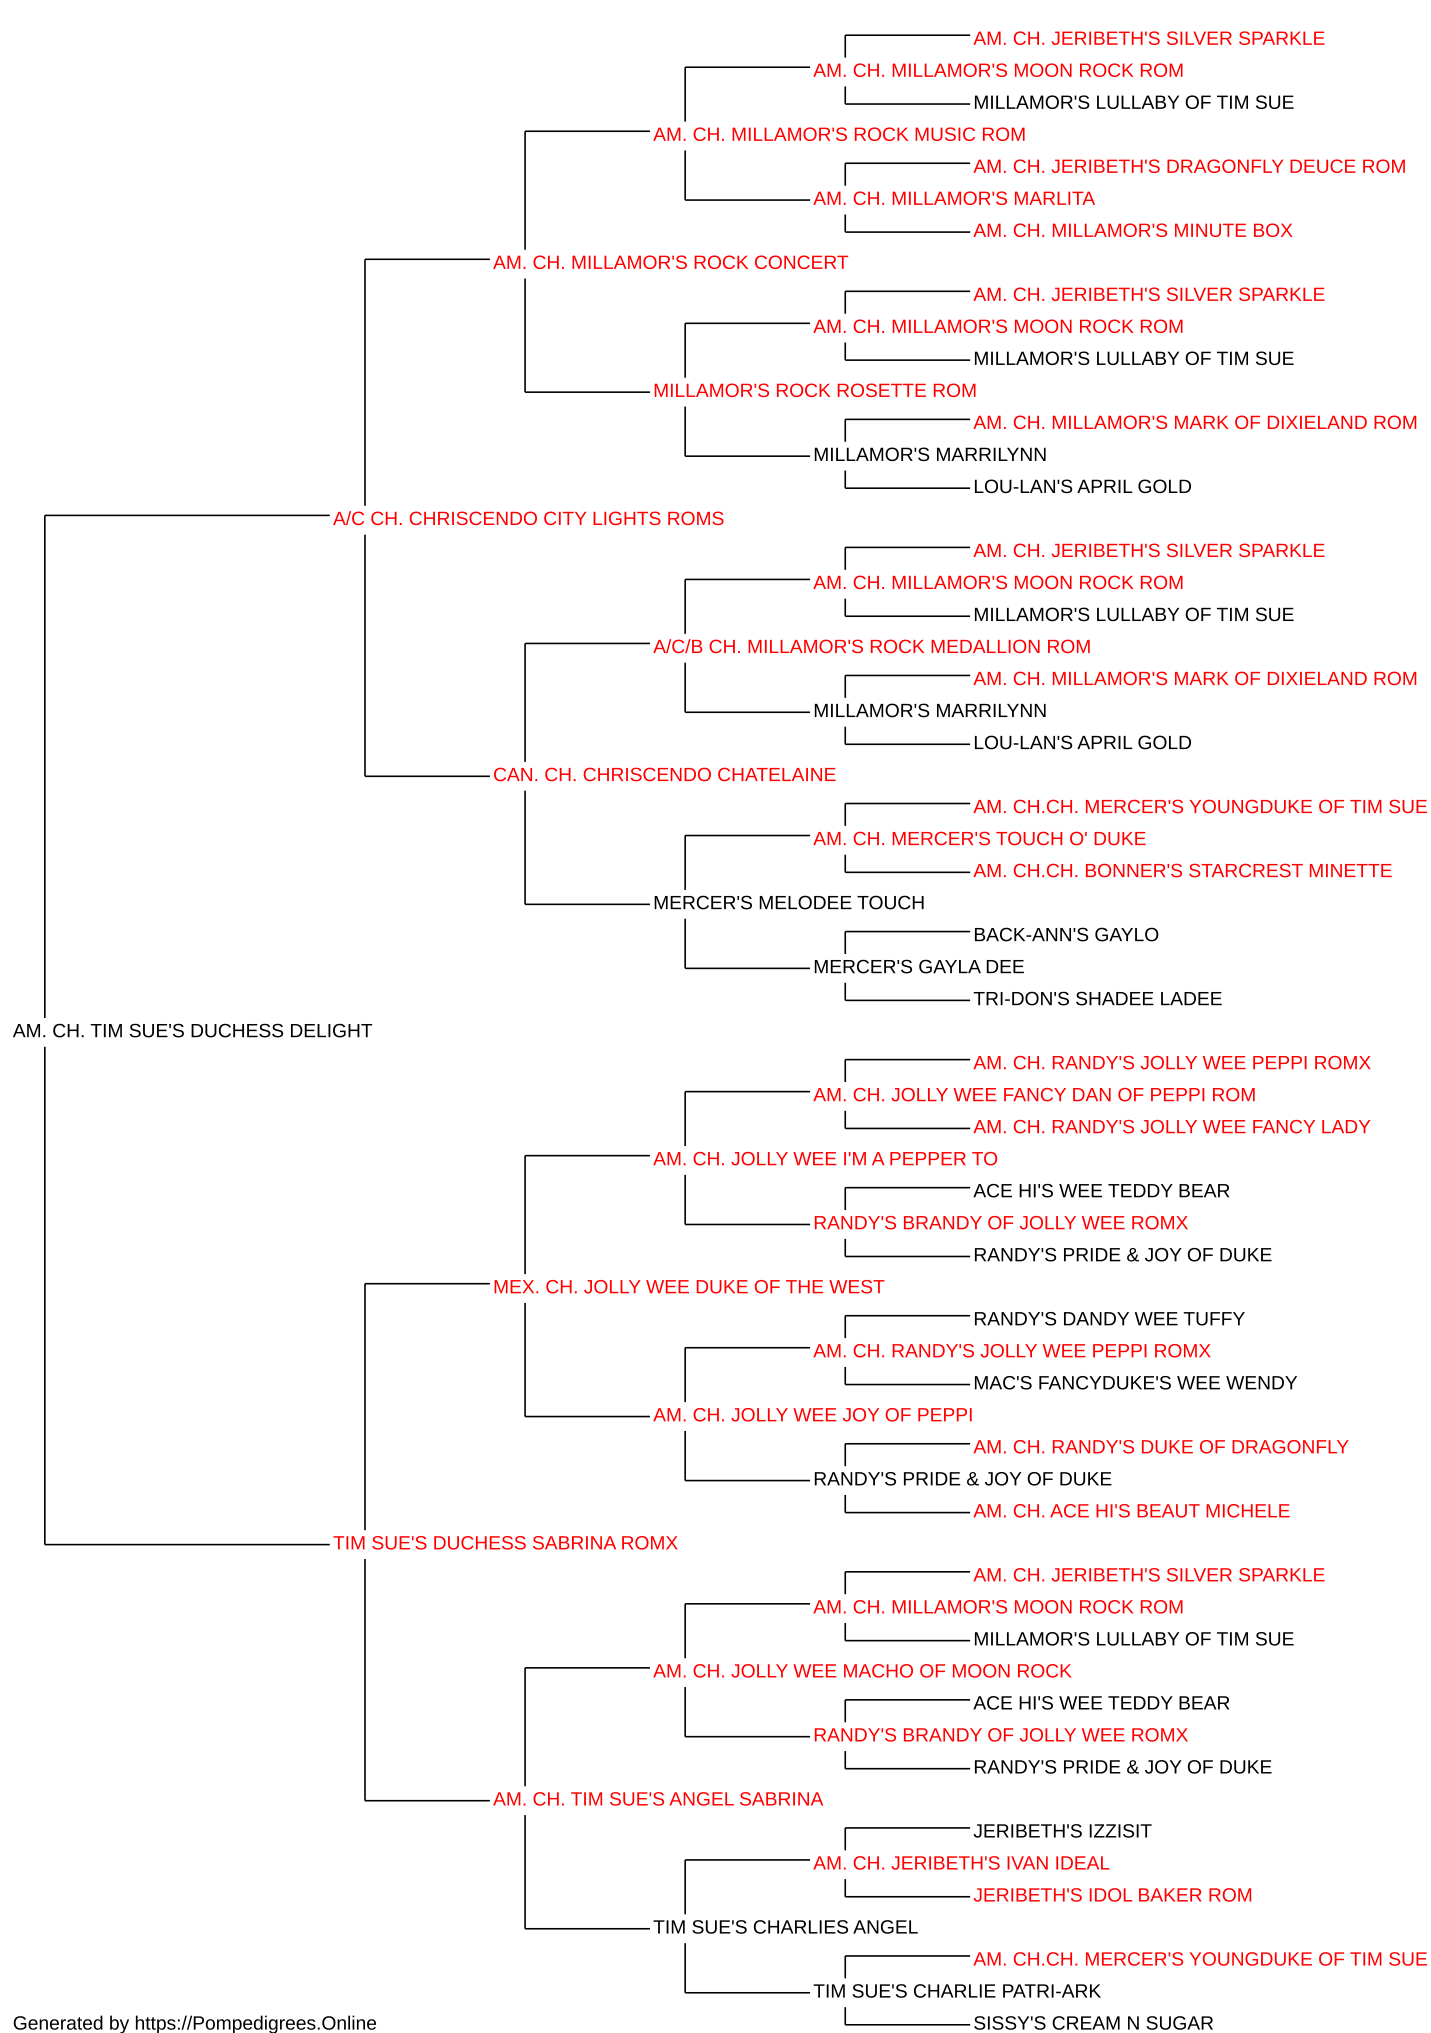 AM. CH. JERIBETH'S SILVER SPARKLE
AM. CH. MILLAMOR'S MOON ROCK ROM
MILLAMOR'S LULLABY OF TIM SUE
AM. CH. MILLAMOR'S ROCK MUSIC ROM
AM. CH. JERIBETH'S DRAGONFLY DEUCE ROM
AM. CH. MILLAMOR'S MARLITA
AM. CH. MILLAMOR'S MINUTE BOX
AM. CH. MILLAMOR'S ROCK CONCERT
AM. CH. JERIBETH'S SILVER SPARKLE
AM. CH. MILLAMOR'S MOON ROCK ROM
MILLAMOR'S LULLABY OF TIM SUE
MILLAMOR'S ROCK ROSETTE ROM
AM. CH. MILLAMOR'S MARK OF DIXIELAND ROM
MILLAMOR'S MARRILYNN
LOU-LAN'S APRIL GOLD
A/C CH. CHRISCENDO CITY LIGHTS ROMS
AM. CH. JERIBETH'S SILVER SPARKLE
AM. CH. MILLAMOR'S MOON ROCK ROM
MILLAMOR'S LULLABY OF TIM SUE
A/C/B CH. MILLAMOR'S ROCK MEDALLION ROM
AM. CH. MILLAMOR'S MARK OF DIXIELAND ROM
MILLAMOR'S MARRILYNN
LOU-LAN'S APRIL GOLD
CAN. CH. CHRISCENDO CHATELAINE
AM. CH.CH. MERCER'S YOUNGDUKE OF TIM SUE
AM. CH. MERCER'S TOUCH O' DUKE
AM. CH.CH. BONNER'S STARCREST MINETTE
MERCER'S MELODEE TOUCH
BACK-ANN'S GAYLO
MERCER'S GAYLA DEE
TRI-DON'S SHADEE LADEE
AM. CH. TIM SUE'S DUCHESS DELIGHT
AM. CH. RANDY'S JOLLY WEE PEPPI ROMX
AM. CH. JOLLY WEE FANCY DAN OF PEPPI ROM
AM. CH. RANDY'S JOLLY WEE FANCY LADY
AM. CH. JOLLY WEE I'M A PEPPER TO
ACE HI'S WEE TEDDY BEAR
RANDY'S BRANDY OF JOLLY WEE ROMX
RANDY'S PRIDE & JOY OF DUKE
MEX. CH. JOLLY WEE DUKE OF THE WEST
RANDY'S DANDY WEE TUFFY
AM. CH. RANDY'S JOLLY WEE PEPPI ROMX
MAC'S FANCYDUKE'S WEE WENDY
AM. CH. JOLLY WEE JOY OF PEPPI
AM. CH. RANDY'S DUKE OF DRAGONFLY
RANDY'S PRIDE & JOY OF DUKE
AM. CH. ACE HI'S BEAUT MICHELE
TIM SUE'S DUCHESS SABRINA ROMX
AM. CH. JERIBETH'S SILVER SPARKLE
AM. CH. MILLAMOR'S MOON ROCK ROM
MILLAMOR'S LULLABY OF TIM SUE
AM. CH. JOLLY WEE MACHO OF MOON ROCK
ACE HI'S WEE TEDDY BEAR
RANDY'S BRANDY OF JOLLY WEE ROMX
RANDY'S PRIDE & JOY OF DUKE
AM. CH. TIM SUE'S ANGEL SABRINA
JERIBETH'S IZZISIT
AM. CH. JERIBETH'S IVAN IDEAL
JERIBETH'S IDOL BAKER ROM
TIM SUE'S CHARLIES ANGEL
AM. CH.CH. MERCER'S YOUNGDUKE OF TIM SUE
TIM SUE'S CHARLIE PATRI-ARK
SISSY'S CREAM N SUGAR
Generated by https://Pompedigrees.Online